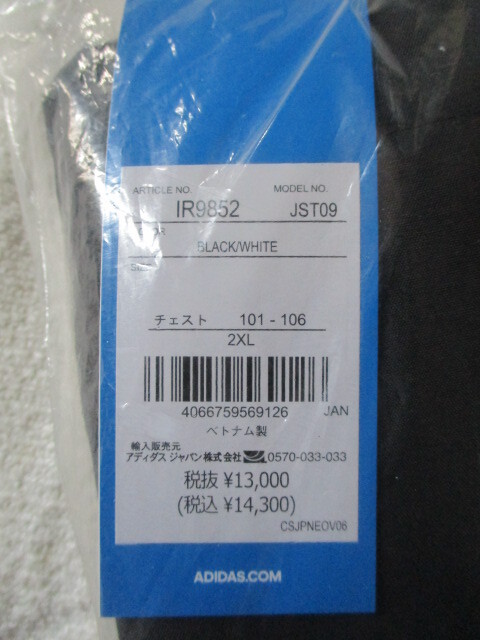 ARTICLE NO. MODEL NO.
IR9852 JST09
BLACK/WHITE
チェスト 101 - 106
2XL
4066759569126 JAN
ベトナム製
輸入販売元
アディダス ジャパン株式会社 0570-033-033
税抜 ¥13,000
(税込 ¥14,300)
CSJPNEOV06
ADIDAS.COM